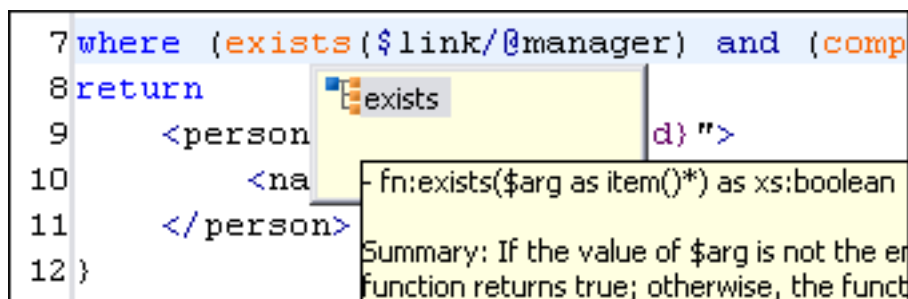 7 where (exists($link/@manager) and (comp
8 return
exists
9 <person d}">
10 <na
- fn:exists($arg as item()*) as xs:boolean
11 </person>
Summary: If the value of $arg is not the er
12 }
function returns true; otherwise, the funct